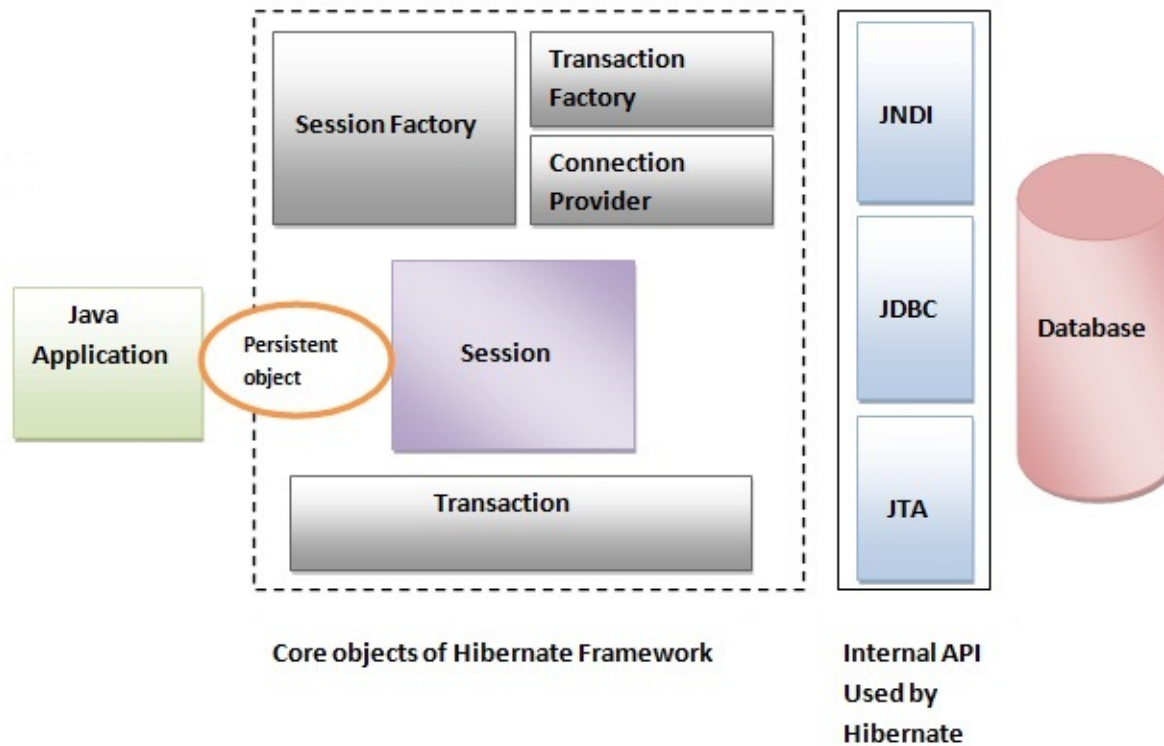 Session Factory
Transaction
Factory
Connection
Provider
Java
Application
Persistent
object
Session
Transaction
JNDI
JDBC
JTA
Database
Core objects of Hibernate Framework
Internal API
Used by
Hibernate